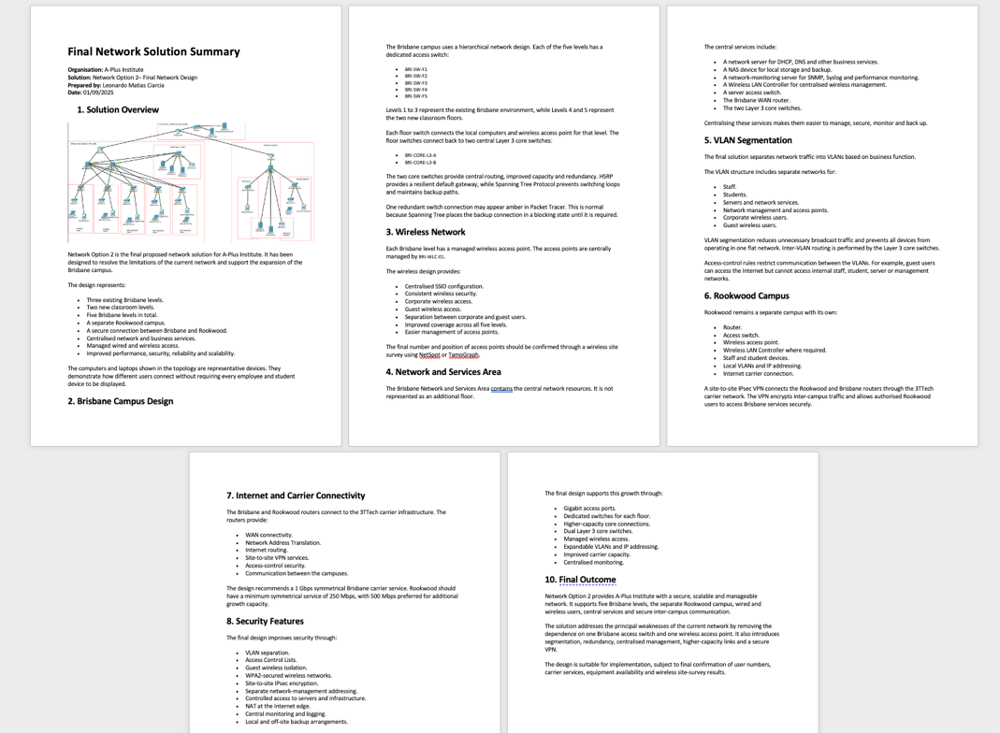 Final Network Solution Summary
Organisation: A-Plus Institute
Solution: Network Option 2– Final Network Design
Prepared by: Leonardo Matias Ciarcia
Date: 01/09/2025
1. Solution Overview
Network Option 2 is the final proposed network solution for A-Plus Institute. It has been
designed to resolve the limitations of the current network and support the expansion of the
Brisbane campus.
The design represents:
• Three existing Brisbane levels.
• Two new classroom levels.
• Five Brisbane levels in total.
• A separate Rookwood campus.
• A secure connection between Brisbane and Rookwood.
• Centralised network and business services.
• Managed wired and wireless access.
• Improved performance, security, reliability and scalability.
The computers and laptops shown in the topology are representative devices. They
demonstrate how different users connect without requiring every employee and student
device to be displayed.
2. Brisbane Campus Design
The Brisbane campus uses a hierarchical network design. Each of the five levels has a
dedicated access switch:
• BRI-SW-F1
• BRI-SW-F2
• BRI-SW-F3
• BRI-SW-F4
• BRI-SW-F5
Levels 1 to 3 represent the existing Brisbane environment, while Levels 4 and 5 represent
the two new classroom floors.
Each floor switch connects the local computers and wireless access point for that level. The
floor switches connect back to two central Layer 3 core switches:
• BRI-CORE-L3-A
• BRI-CORE-L3-B
The two core switches provide central routing, improved capacity and redundancy. HSRP
provides a resilient default gateway, while Spanning Tree Protocol prevents switching loops
and maintains backup paths.
One redundant switch connection may appear amber in Packet Tracer. This is normal
because Spanning Tree places the backup connection in a blocking state until it is required.
3. Wireless Network
Each Brisbane level has a managed wireless access point. The access points are centrally
managed by BRI-WLC-01.
The wireless design provides:
• Centralised SSID configuration.
• Consistent wireless security.
• Corporate wireless access.
• Guest wireless access.
• Separation between corporate and guest users.
• Improved coverage across all five levels.
• Easier management of access points.
The final number and position of access points should be confirmed through a wireless site
survey using NetSpot or TamoGraph.
4. Network and Services Area
The Brisbane Network and Services Area contains the central network resources. It is not
represented as an additional floor.
The central services include:
• A network server for DHCP, DNS and other business services.
• A NAS device for local storage and backup.
• A network-monitoring server for SNMP, Syslog and performance monitoring.
• A Wireless LAN Controller for centralised wireless management.
• A server access switch.
• The Brisbane WAN router.
• The two Layer 3 core switches.
Centralising these services makes them easier to manage, secure, monitor and back up.
5. VLAN Segmentation
The final solution separates network traffic into VLANs based on business function.
The VLAN structure includes separate networks for:
• Staff.
• Students.
• Servers and network services.
• Network management and access points.
• Corporate wireless users.
• Guest wireless users.
VLAN segmentation reduces unnecessary broadcast traffic and prevents all devices from
operating in one flat network. Inter-VLAN routing is performed by the Layer 3 core switches.
Access-control rules restrict communication between the VLANs. For example, guest users
can access the Internet but cannot access internal staff, student, server or management
networks.
6. Rookwood Campus
Rookwood remains a separate campus with its own:
• Router.
• Access switch.
• Wireless access point.
• Wireless LAN Controller where required.
• Staff and student devices.
• Local VLANs and IP addressing.
• Internet carrier connection.
A site-to-site IPsec VPN connects the Rookwood and Brisbane routers through the 3TTech
carrier network. The VPN encrypts inter-campus traffic and allows authorised Rookwood
users to access Brisbane services securely.
7. Internet and Carrier Connectivity
The Brisbane and Rookwood routers connect to the 3TTech carrier infrastructure. The
routers provide:
• WAN connectivity.
• Network Address Translation.
• Internet routing.
• Site-to-site VPN services.
• Access-control security.
• Communication between the campuses.
The design recommends a 1 Gbps symmetrical Brisbane carrier service. Rookwood should
have a minimum symmetrical service of 250 Mbps, with 500 Mbps preferred for additional
growth capacity.
8. Security Features
The final design improves security through:
• VLAN separation.
• Access Control Lists.
• Guest wireless isolation.
• WPA2-secured wireless networks.
• Site-to-site IPsec encryption.
• Separate network-management addressing.
• Controlled access to servers and infrastructure.
• NAT at the Internet edge.
• Central monitoring and logging.
• Local and off-site backup arrangements.
The final design supports this growth through:
• Gigabit access ports.
• Dedicated switches for each floor.
• Higher-capacity core connections.
• Dual Layer 3 core switches.
• Managed wireless access.
• Expandable VLANs and IP addressing.
• Improved carrier capacity.
• Centralised monitoring.
10. Final Outcome
Network Option 2 provides A-Plus Institute with a secure, scalable and manageable
network. It supports five Brisbane levels, the separate Rookwood campus, wired and
wireless users, central services and secure inter-campus communication.
The solution addresses the principal weaknesses of the current network by removing the
dependence on one Brisbane access switch and one wireless access point. It also introduces
segmentation, redundancy, centralised management, higher-capacity links and a secure
VPN.
The design is suitable for implementation, subject to final confirmation of user numbers,
carrier services, equipment availability and wireless site-survey results.